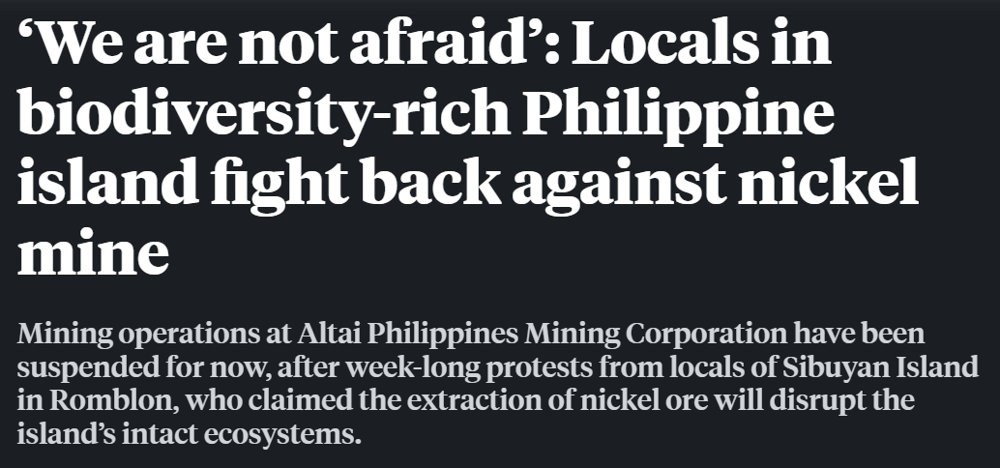 ‘We are not afraid’: Locals in
biodiversity-rich Philippine
island fight back against nickel
mine
Mining operations at Altai Philippines Mining Corporation have been
suspended for now, after week-long protests from locals of Sibuyan Island
in Romblon, who claimed the extraction of nickel ore will disrupt the
island’s intact ecosystems.